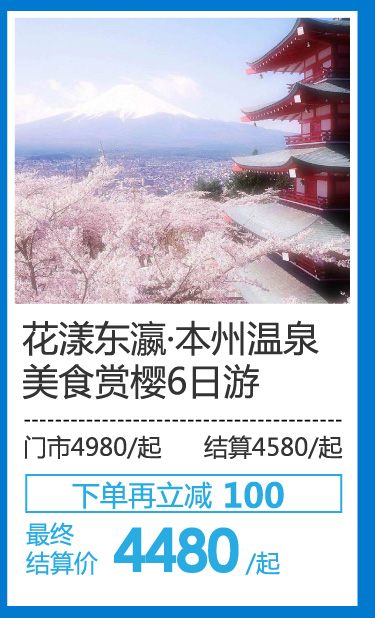 花漾东瀛·本州温泉
美食赏樱6日游
门市4980/起 结算4580/起
下单再立减 100
最终
结算价 4480 /起